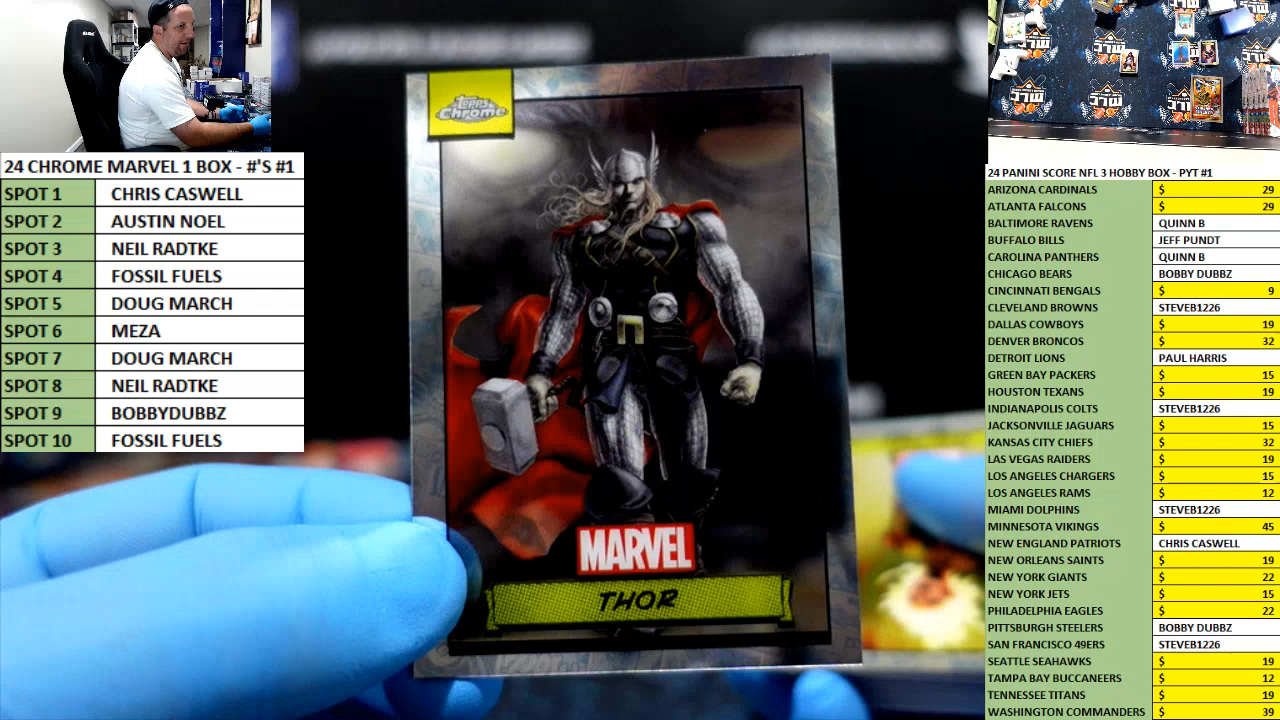 24 CHROME MARVEL 1 BOX - #'S #1
SPOT 1 CHRIS CASWELL
SPOT 2 AUSTIN NOEL
SPOT 3 NEIL RADTKE
SPOT 4 FOSSIL FUELS
SPOT 5 DOUG MARCH
SPOT 6 MEZA
SPOT 7 DOUG MARCH
SPOT 8 NEIL RADTKE
SPOT 9 BOBBYDUBBZ
SPOT 10 FOSSIL FUELS
Topps
Chrome
MARVEL
THOR
24 PANINI SCORE NFL 3 HOBBY BOX - PYT #1
ARIZONA CARDINALS $ 29
ATLANTA FALCONS $ 29
BALTIMORE RAVENS QUINN B
BUFFALO BILLS JEFF PUNDT
CAROLINA PANTHERS QUINN B
CHICAGO BEARS BOBBY DUBBZ
CINCINNATI BENGALS $ 9
CLEVELAND BROWNS STEVEB1226
DALLAS COWBOYS $ 19
DENVER BRONCOS $ 32
DETROIT LIONS PAUL HARRIS
GREEN BAY PACKERS $ 15
HOUSTON TEXANS $ 19
INDIANAPOLIS COLTS STEVEB1226
JACKSONVILLE JAGUARS $ 15
KANSAS CITY CHIEFS $ 32
LAS VEGAS RAIDERS $ 19
LOS ANGELES CHARGERS $ 15
LOS ANGELES RAMS $ 12
MIAMI DOLPHINS STEVEB1226
MINNESOTA VIKINGS $ 45
NEW ENGLAND PATRIOTS CHRIS CASWELL
NEW ORLEANS SAINTS $ 19
NEW YORK GIANTS $ 22
NEW YORK JETS $ 15
PHILADELPHIA EAGLES $ 22
PITTSBURGH STEELERS BOBBY DUBBZ
SAN FRANCISCO 49ERS STEVEB1226
SEATTLE SEAHAWKS $ 19
TAMPA BAY BUCCANEERS $ 12
TENNESSEE TITANS $ 19
WASHINGTON COMMANDERS $ 39